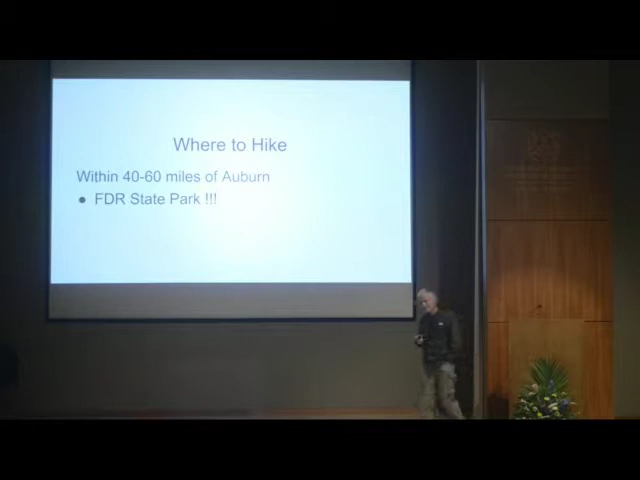 Where to Hike
Within 40-60 miles of Auburn
● FDR State Park !!!